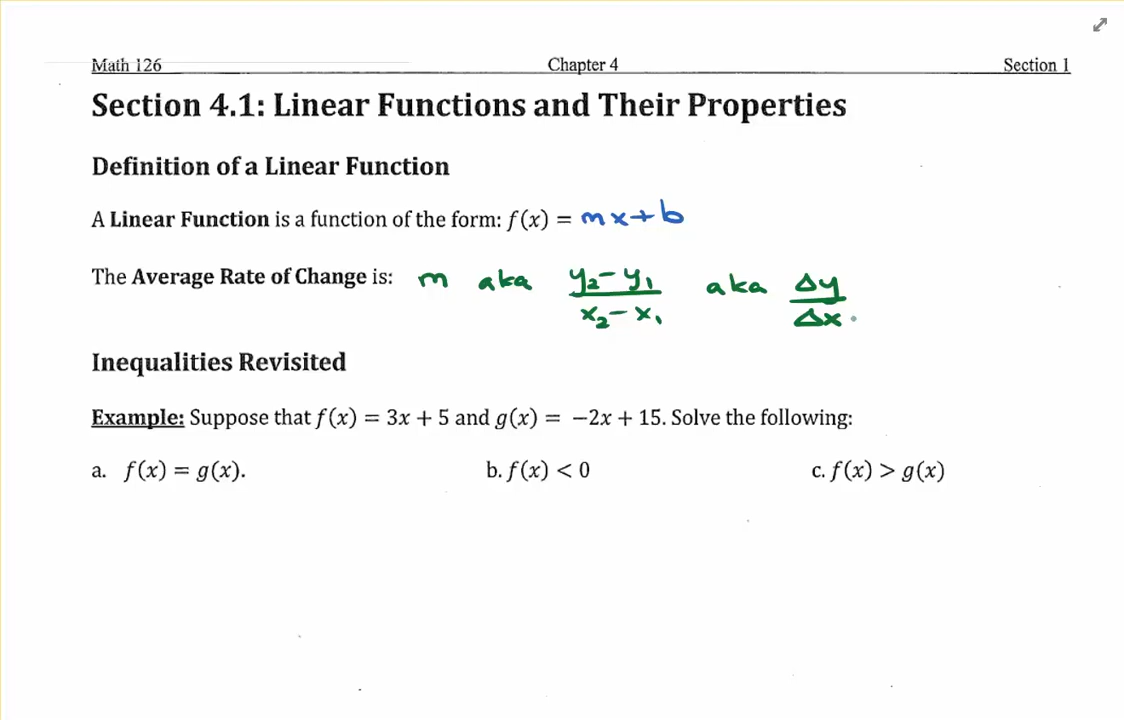 Math 126 Chapter 4 Section 1
Section 4.1: Linear Functions and Their Properties
Definition of a Linear Function
A Linear Function is a function of the form: f(x) = mx+b
The Average Rate of Change is: m aka (y₂-y₁)/(x₂-x₁) aka Δy/Δx
Inequalities Revisited
Example: Suppose that f(x) = 3x + 5 and g(x) = −2x + 15. Solve the following:
a. f(x) = g(x). b. f(x) < 0 c. f(x) > g(x)